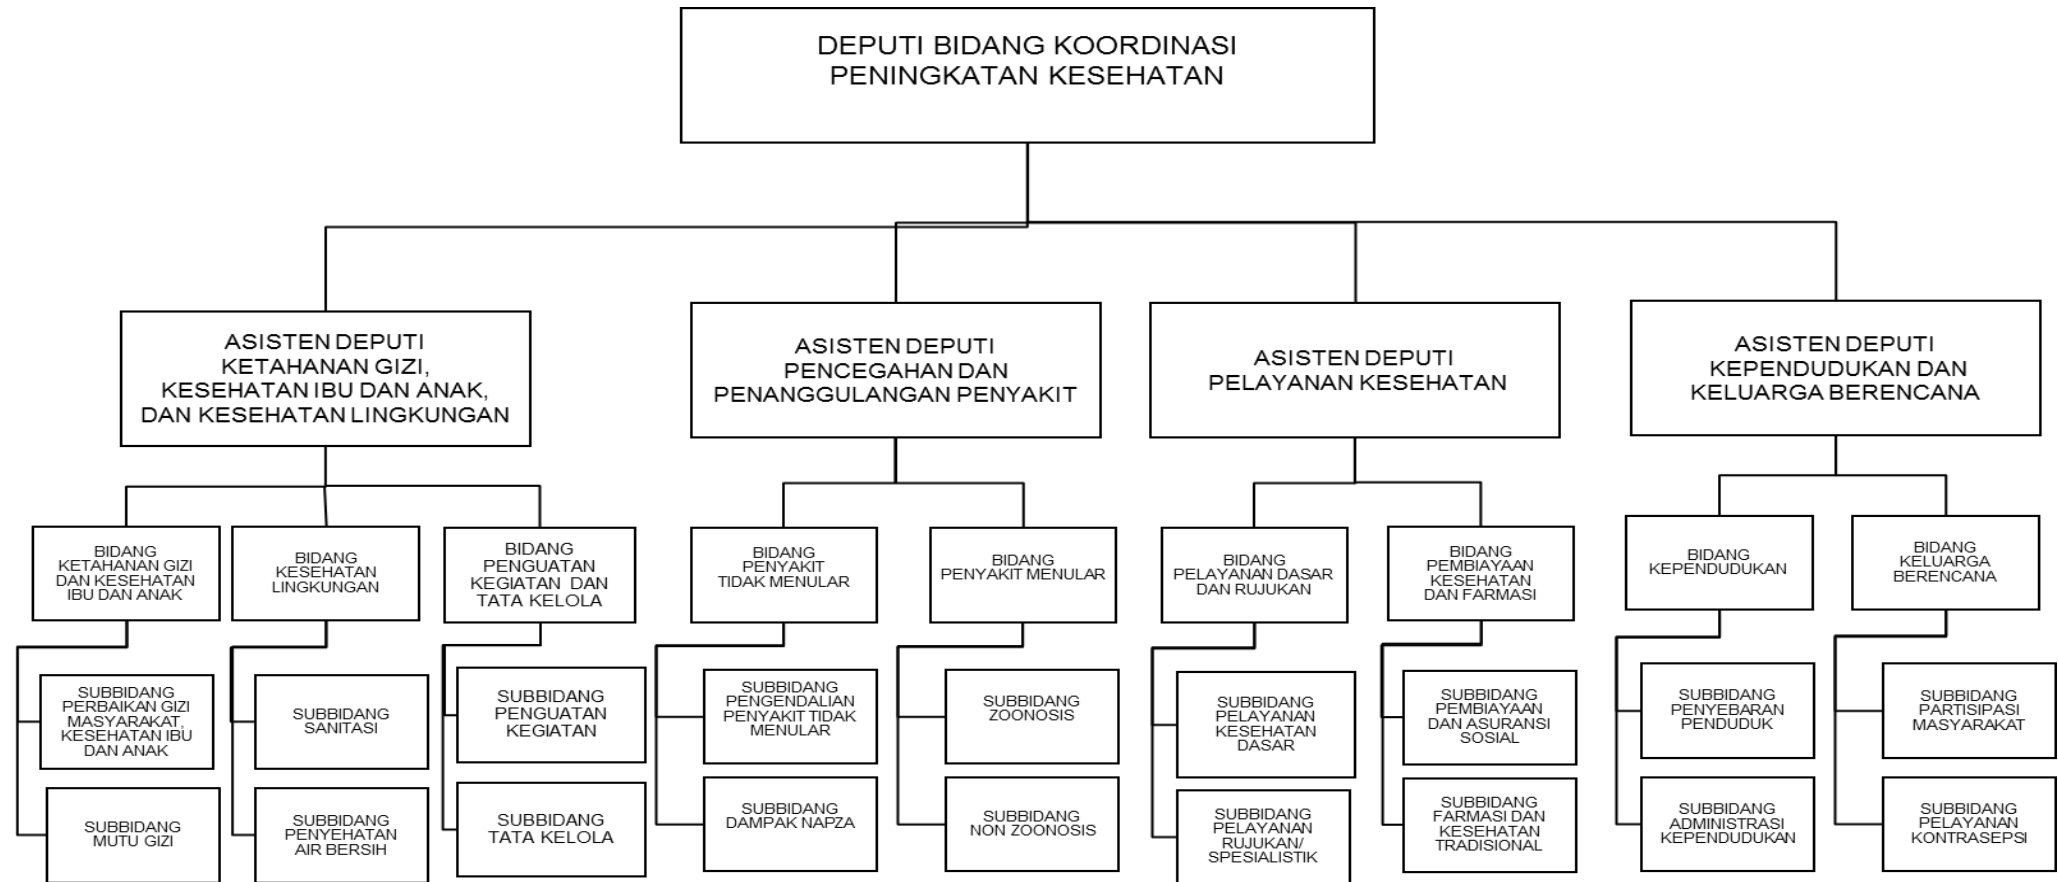 DEPUTI BIDANG KOORDINASI
PENINGKATAN KESEHATAN
ASISTEN DEPUTI
KETAHANAN GIZI,
KESEHATAN IBU DAN ANAK,
DAN KESEHATAN LINGKUNGAN
ASISTEN DEPUTI
PENCEGAHAN DAN
PENANGGULANGAN PENYAKIT
ASISTEN DEPUTI
PELAYANAN KESEHATAN
ASISTEN DEPUTI
KEPENDUDUKAN DAN
KELUARGA BERENCANA
BIDANG
KETAHANAN GIZI
DAN KESEHATAN
IBU DAN ANAK
BIDANG
KESEHATAN
LINGKUNGAN
BIDANG
PENGUATAN
KEGIATAN DAN
TATA KELOLA
BIDANG
PENYAKIT
TIDAK MENULAR
BIDANG
PENYAKIT MENULAR
BIDANG
PELAYANAN DASAR
DAN RUJUKAN
BIDANG
PEMBIAYAAN
KESEHATAN
DAN FARMASI
BIDANG
KEPENDUDUKAN
BIDANG
KELUARGA
BERENCANA
SUBBIDANG
PERBAIKAN GIZI
MASYARAKAT,
KESEHATAN IBU
DAN ANAK
SUBBIDANG
SANITASI
SUBBIDANG
PENGUATAN
KEGIATAN
SUBBIDANG
PENGENDALIAN
PENYAKIT TIDAK
MENULAR
SUBBIDANG
ZOONOSIS
SUBBIDANG
PELAYANAN
KESEHATAN
DASAR
SUBBIDANG
PEMBIAYAAN
DAN ASURANSI
SOSIAL
SUBBIDANG
PENYEBARAN
PENDUDUK
SUBBIDANG
PARTISIPASI
MASYARAKAT
SUBBIDANG
MUTU GIZI
SUBBIDANG
PENYEHATAN
AIR BERSIH
SUBBIDANG
TATA KELOLA
SUBBIDANG
DAMPAK NAPZA
SUBBIDANG
NON ZOONOSIS
SUBBIDANG
PELAYANAN
RUJUKAN/
SPESIALISTIK
SUBBIDANG
FARMASI DAN
KESEHATAN
TRADISIONAL
SUBBIDANG
ADMINISTRASI
KEPENDUDUKAN
SUBBIDANG
PELAYANAN
KONTRASEPSI